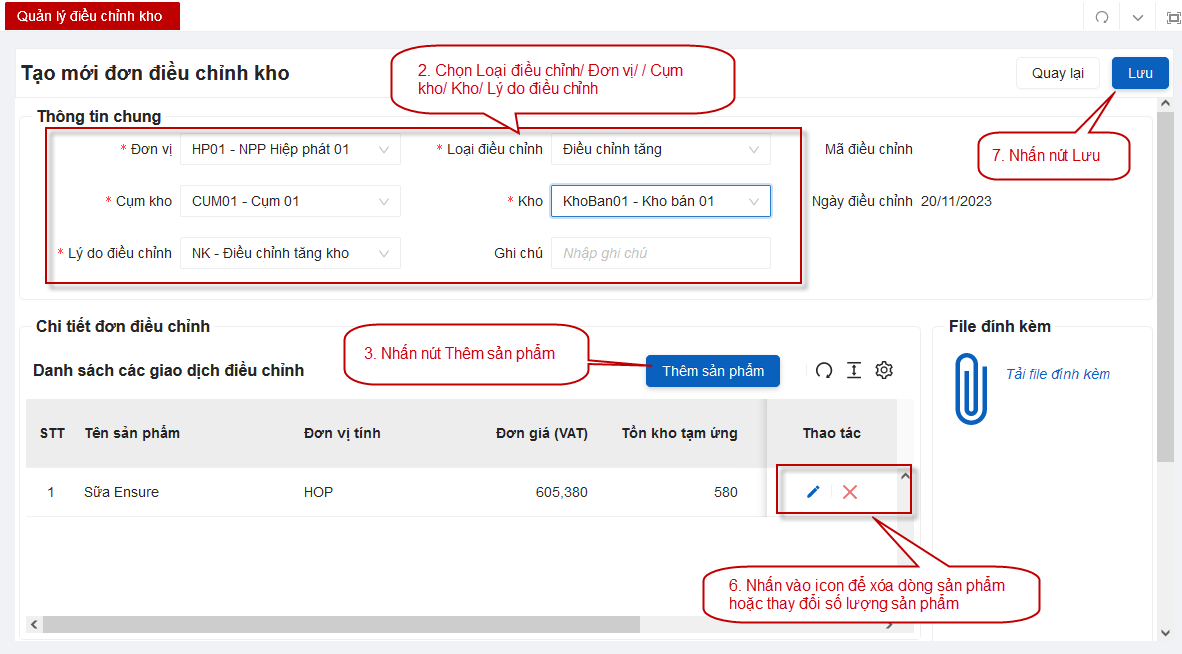 Quản lý điều chỉnh kho
Tạo mới đơn điều chỉnh kho
2. Chọn Loại điều chỉnh/ Đơn vị/ / Cụm
kho/ Kho/ Lý do điều chỉnh
Quay lại
Lưu
7. Nhấn nút Lưu
Thông tin chung
* Đơn vị
HP01 - NPP Hiệp phát 01
* Loại điều chỉnh
Điều chỉnh tăng
Mã điều chỉnh
* Cụm kho
CUM01 - Cụm 01
* Kho
KhoBan01 - Kho bán 01
Ngày điều chỉnh 20/11/2023
* Lý do điều chỉnh
NK - Điều chỉnh tăng kho
Ghi chú
Nhập ghi chú
Chi tiết đơn điều chỉnh
3. Nhấn nút Thêm sản phẩm
Danh sách các giao dịch điều chỉnh
Thêm sản phẩm
STT
Tên sản phẩm
Đơn vị tính
Đơn giá (VAT)
Tồn kho tạm ứng
Thao tác
1
Sữa Ensure
HOP
605,380
580
6. Nhấn vào icon để xóa dòng sản phẩm
hoặc thay đổi số lượng sản phẩm
File đính kèm
Tải file đính kèm